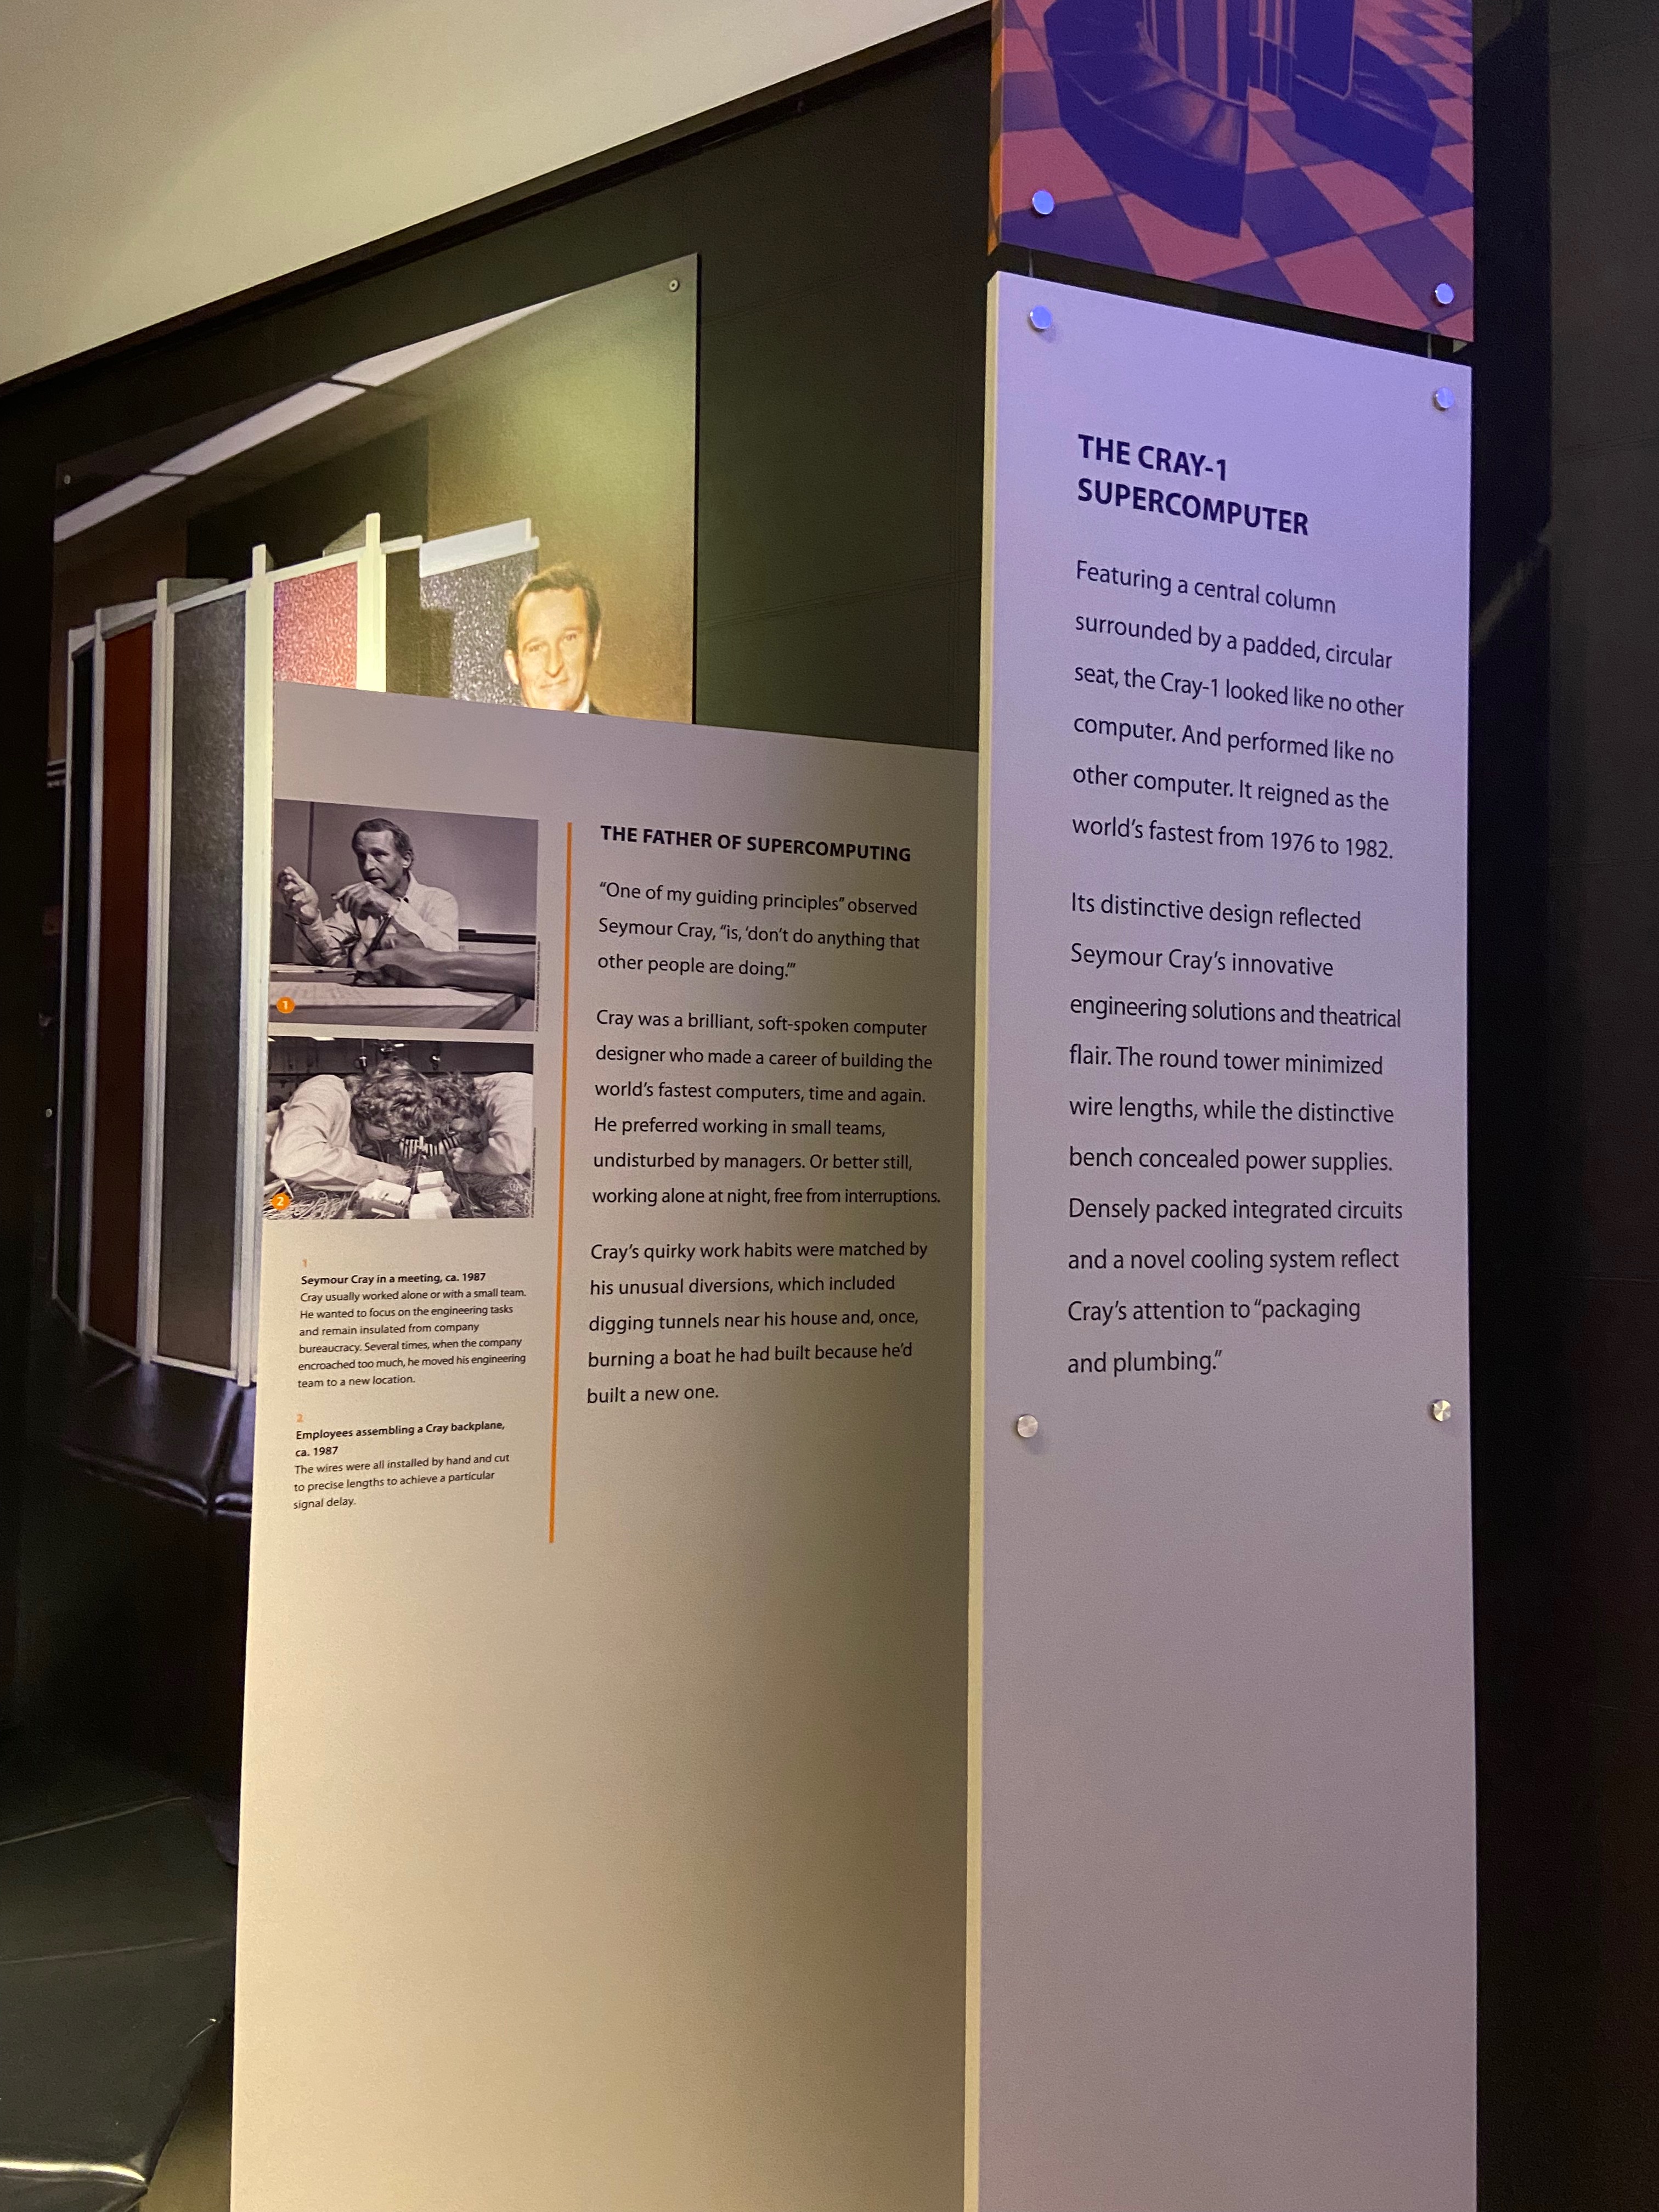 THE CRAY-1
SUPERCOMPUTER
Featuring a central column
surrounded by a padded, circular
seat, the Cray-1 looked like no other
computer. And performed like no
other computer. It reigned as the
world's fastest from 1976 to 1982.
Its distinctive design reflected
Seymour Cray's innovative
engineering solutions and theatrical
flair. The round tower minimized
wire lengths, while the distinctive
bench concealed power supplies.
Densely packed integrated circuits
and a novel cooling system reflect
Cray's attention to "packaging
and plumbing."
THE FATHER OF SUPERCOMPUTING
"One of my guiding principles" observed
Seymour Cray, "is, 'don't do anything that
other people are doing.'"
Cray was a brilliant, soft-spoken computer
designer who made a career of building the
world's fastest computers, time and again.
He preferred working in small teams,
undisturbed by managers. Or better still,
working alone at night, free from interruptions.
Cray's quirky work habits were matched by
his unusual diversions, which included
digging tunnels near his house and, once,
burning a boat he had built because he'd
built a new one.
1
2
1
Seymour Cray in a meeting, ca. 1987
Cray usually worked alone or with a small team.
He wanted to focus on the engineering tasks
and remain insulated from company
bureaucracy. Several times, when the company
encroached too much, he moved his engineering
team to a new location.
2
Employees assembling a Cray backplane,
ca. 1987
The wires were all installed by hand and cut
to precise lengths to achieve a particular
signal delay.